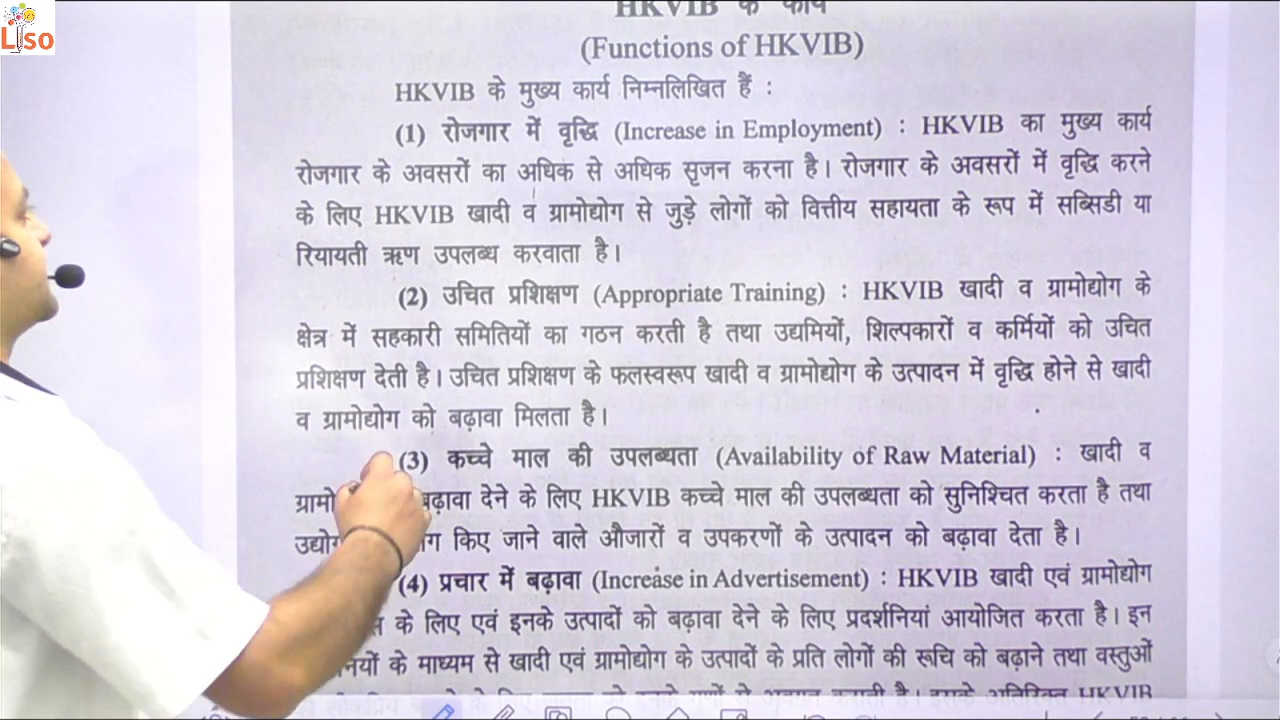 Liso
HKVIB के कार्य
(Functions of HKVIB)
HKVIB के मुख्य कार्य निम्नलिखित हैं :
(1) रोजगार में वृद्धि (Increase in Employment) : HKVIB का मुख्य कार्य
रोजगार के अवसरों का अधिक से अधिक सृजन करना है। रोजगार के अवसरों में वृद्धि करने
के लिए HKVIB खादी व ग्रामोद्योग से जुड़े लोगों को वित्तीय सहायता के रूप में सब्सिडी या
रियायती ऋण उपलब्ध करवाता है।
(2) उचित प्रशिक्षण (Appropriate Training) : HKVIB खादी व ग्रामोद्योग के
क्षेत्र में सहकारी समितियों का गठन करती है तथा उद्यमियों, शिल्पकारों व कर्मियों को उचित
प्रशिक्षण देती है। उचित प्रशिक्षण के फलस्वरूप खादी व ग्रामोद्योग के उत्पादन में वृद्धि होने से खादी
व ग्रामोद्योग को बढ़ावा मिलता है।
(3) कच्चे माल की उपलब्धता (Availability of Raw Material) : खादी व
बढ़ावा देने के लिए HKVIB कच्चे माल की उपलब्धता को सुनिश्चित करता है तथा
किए जाने वाले औजारों व उपकरणों के उत्पादन को बढ़ावा देता है।
(4) प्रचार में बढ़ावा (Increase in Advertisement) : HKVIB खादी एवं ग्रामोद्योग
के लिए एवं इनके उत्पादों को बढ़ावा देने के लिए प्रदर्शनियां आयोजित करता है। इन
के माध्यम से खादी एवं ग्रामोद्योग के उत्पादों के प्रति लोगों की रूचि को बढ़ाने तथा वस्तुओं
है। इसके अतिरिक्त HKVIB